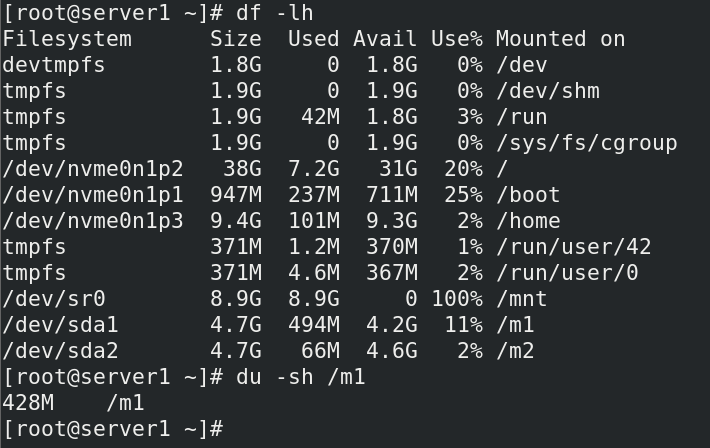 [root@server1 ~]# df -lh
Filesystem      Size  Used Avail Use% Mounted on
devtmpfs        1.8G     0  1.8G   0% /dev
tmpfs           1.9G     0  1.9G   0% /dev/shm
tmpfs           1.9G   42M  1.8G   3% /run
tmpfs           1.9G     0  1.9G   0% /sys/fs/cgroup
/dev/nvme0n1p2   38G  7.2G   31G  20% /
/dev/nvme0n1p1  947M  237M  711M  25% /boot
/dev/nvme0n1p3  9.4G  101M  9.3G   2% /home
tmpfs           371M  1.2M  370M   1% /run/user/42
tmpfs           371M  4.6M  367M   2% /run/user/0
/dev/sr0        8.9G  8.9G     0 100% /mnt
/dev/sda1       4.7G  494M  4.2G  11% /m1
/dev/sda2       4.7G   66M  4.6G   2% /m2
[root@server1 ~]# du -sh /m1
428M    /m1
[root@server1 ~]#